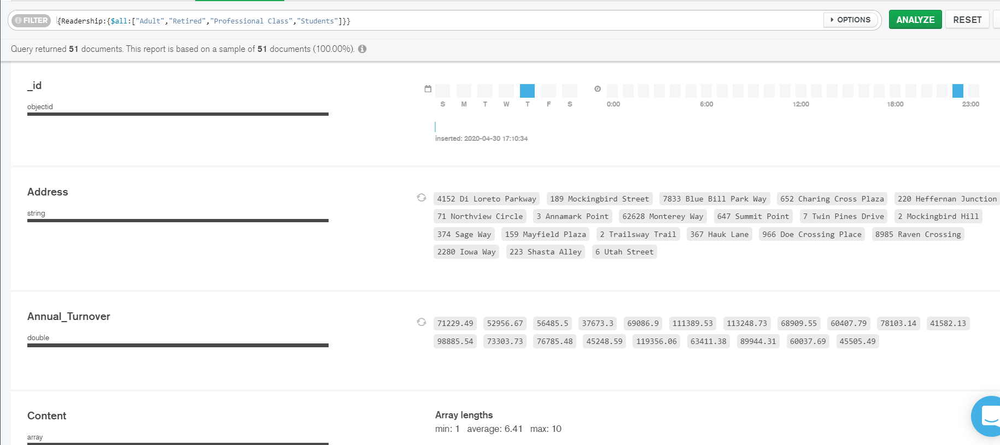 FILTER {Readership:{$all:["Adult","Retired","Professional Class","Students"]}} OPTIONS ANALYZE RESET
Query returned 51 documents. This report is based on a sample of 51 documents (100.00%).
_id
objectid
S M T W T F S 0:00 6:00 12:00 18:00 23:00
inserted: 2020-04-30 17:10:34
Address
string
4152 Di Loreto Parkway 189 Mockingbird Street 7833 Blue Bill Park Way 652 Charing Cross Plaza 220 Heffernan Junction
71 Northview Circle 3 Annamark Point 62628 Monterey Way 647 Summit Point 7 Twin Pines Drive 2 Mockingbird Hill
374 Sage Way 159 Mayfield Plaza 2 Trailsway Trail 367 Hauk Lane 966 Doe Crossing Place 8985 Raven Crossing
2280 Iowa Way 223 Shasta Alley 6 Utah Street
Annual_Turnover
double
71229.49 52956.67 56485.5 37673.3 69086.9 111389.53 113248.73 68909.55 60407.79 78103.14 41582.13
98885.54 73303.73 76785.48 45248.59 119356.06 63411.38 89944.31 60037.69 45505.49
Content
array
Array lengths
min: 1 average: 6.41 max: 10